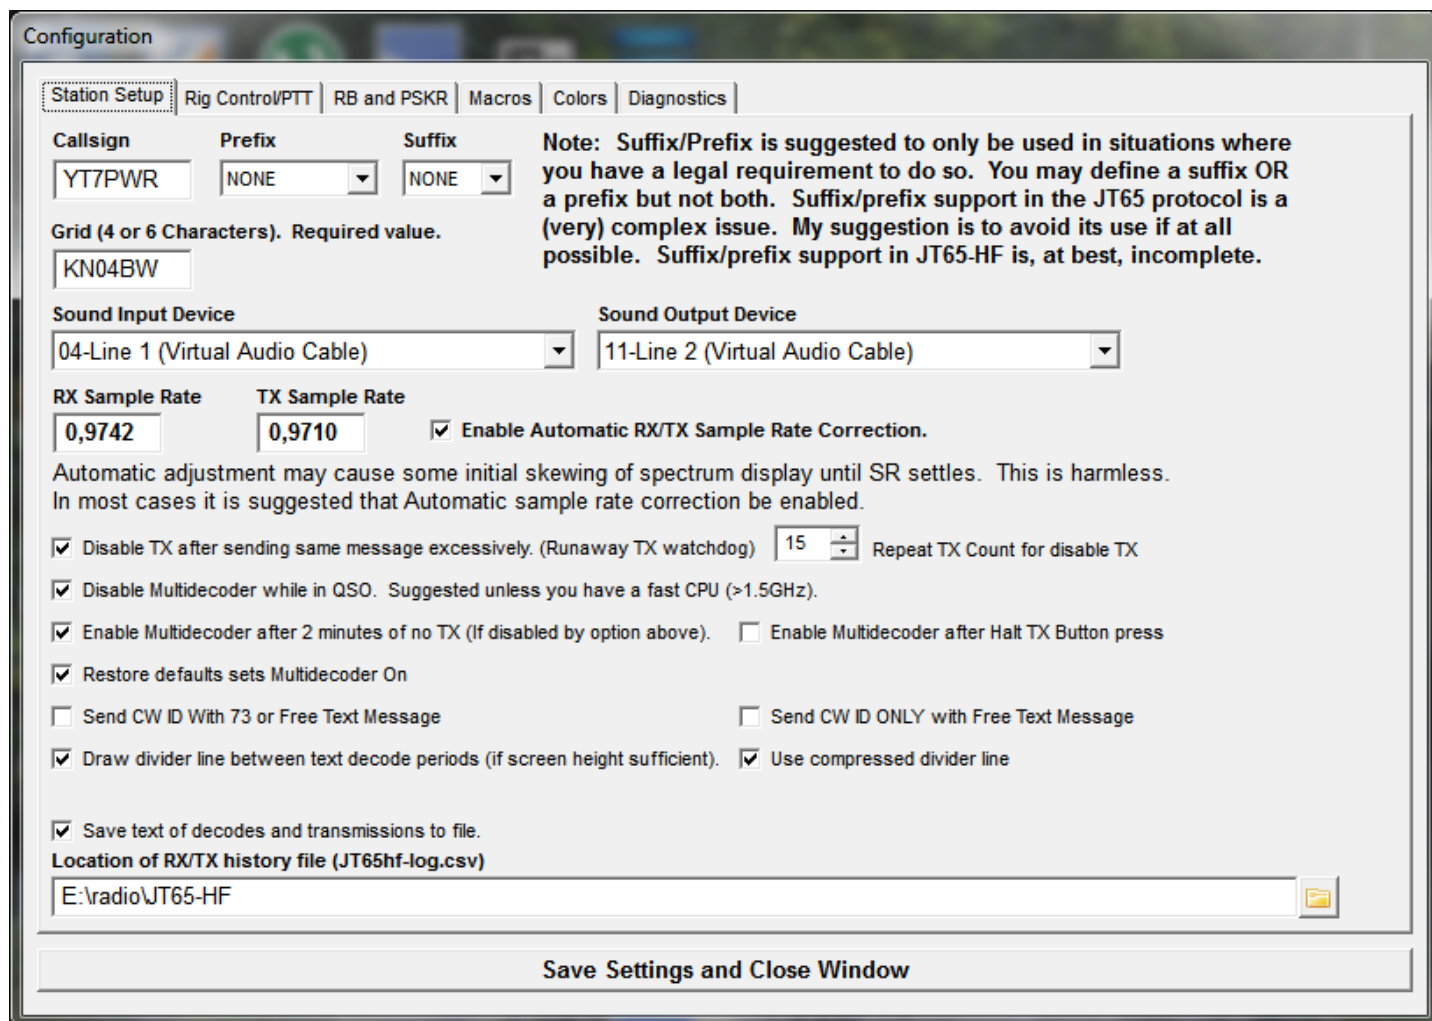 Configuration
Station Setup Rig Control/PTT RB and PSKR Macros Colors Diagnostics
Callsign Prefix Suffix
YT7PWR NONE NONE
Note: Suffix/Prefix is suggested to only be used in situations where
you have a legal requirement to do so. You may define a suffix OR
a prefix but not both. Suffix/prefix support in the JT65 protocol is a
(very) complex issue. My suggestion is to avoid its use if at all
possible. Suffix/prefix support in JT65-HF is, at best, incomplete.
Grid (4 or 6 Characters). Required value.
KN04BW
Sound Input Device Sound Output Device
04-Line 1 (Virtual Audio Cable) 11-Line 2 (Virtual Audio Cable)
RX Sample Rate TX Sample Rate
0,9742 0,9710 Enable Automatic RX/TX Sample Rate Correction.
Automatic adjustment may cause some initial skewing of spectrum display until SR settles. This is harmless.
In most cases it is suggested that Automatic sample rate correction be enabled.
Disable TX after sending same message excessively. (Runaway TX watchdog) 15 Repeat TX Count for disable TX
Disable Multidecoder while in QSO. Suggested unless you have a fast CPU (>1.5GHz).
Enable Multidecoder after 2 minutes of no TX (If disabled by option above). Enable Multidecoder after Halt TX Button press
Restore defaults sets Multidecoder On
Send CW ID With 73 or Free Text Message Send CW ID ONLY with Free Text Message
Draw divider line between text decode periods (if screen height sufficient). Use compressed divider line
Save text of decodes and transmissions to file.
Location of RX/TX history file (JT65hf-log.csv)
E:\radio\JT65-HF
Save Settings and Close Window